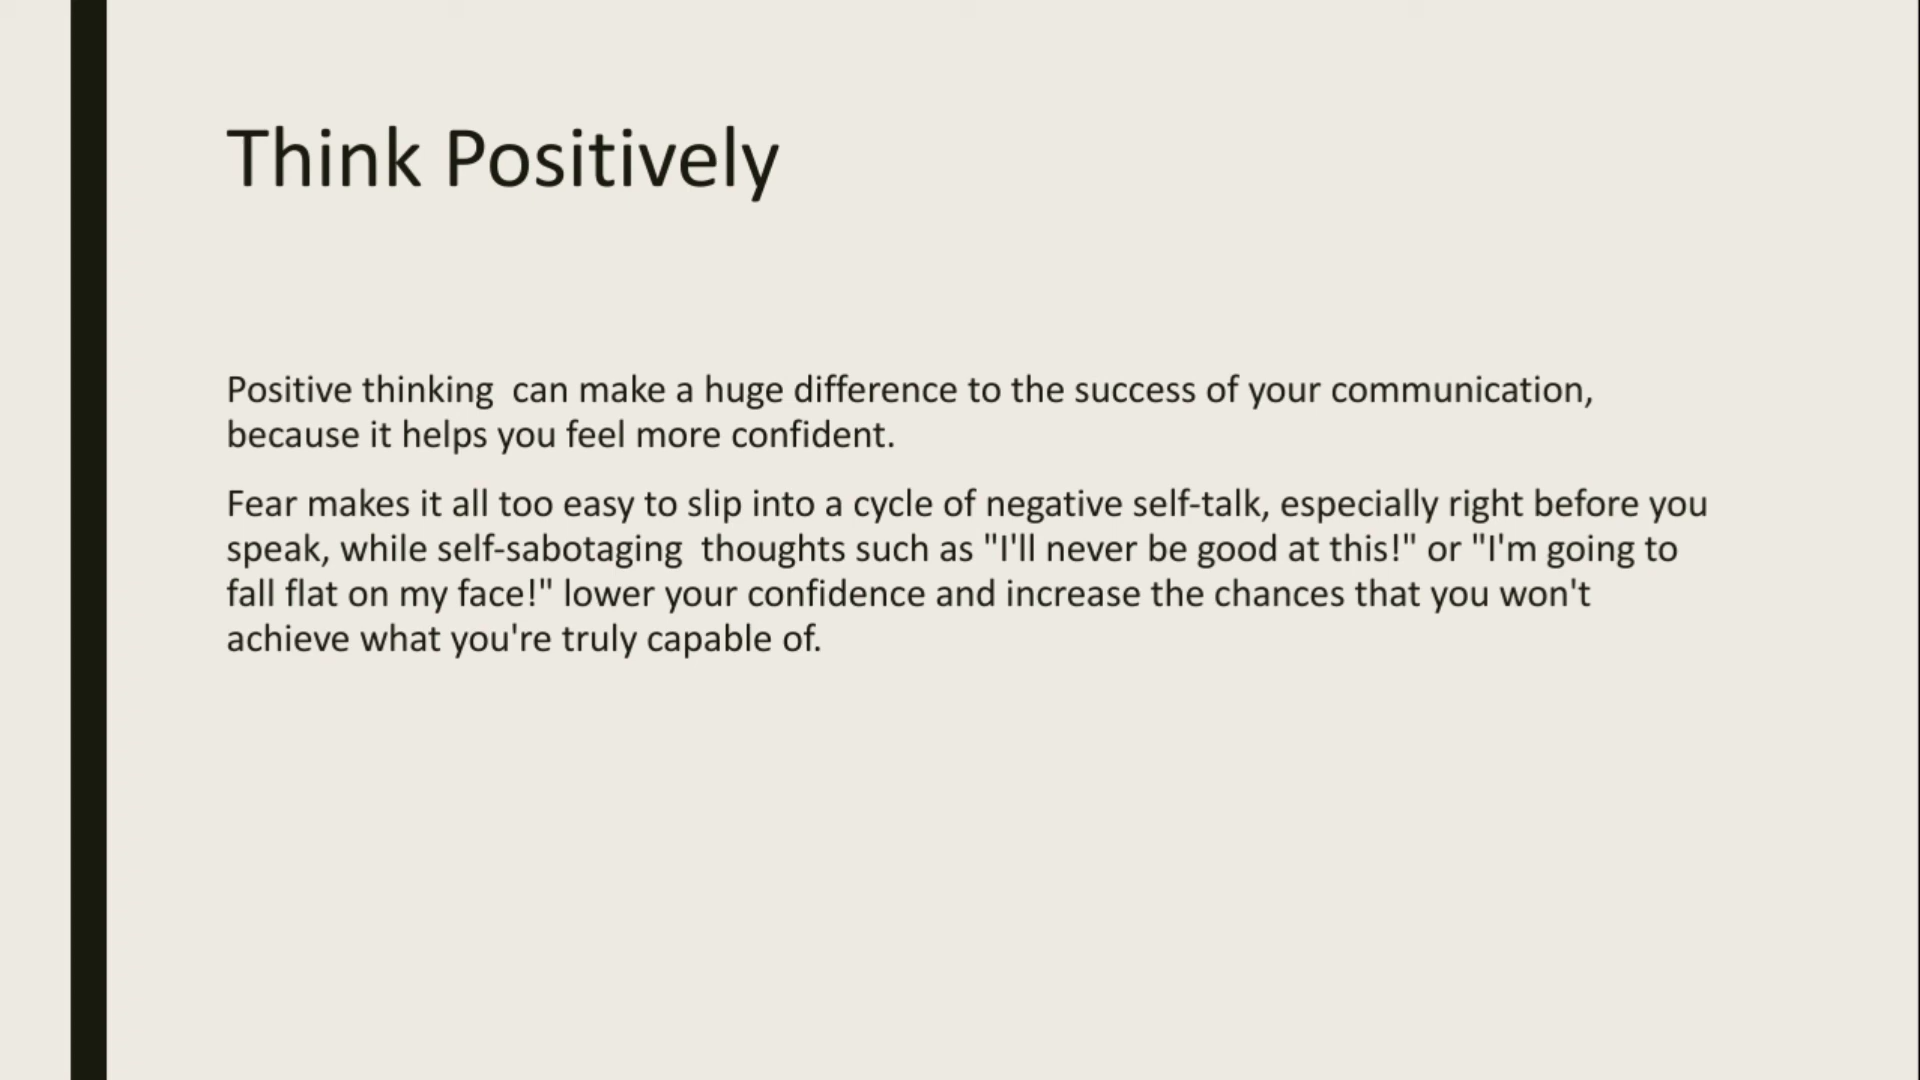 Think Positively
Positive thinking  can make a huge difference to the success of your communication,
because it helps you feel more confident.
Fear makes it all too easy to slip into a cycle of negative self-talk, especially right before you
speak, while self-sabotaging  thoughts such as "I'll never be good at this!" or "I'm going to
fall flat on my face!" lower your confidence and increase the chances that you won't
achieve what you're truly capable of.